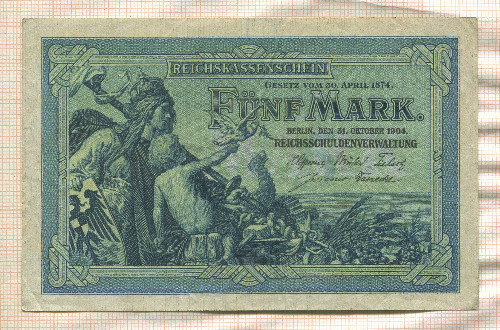 REICHSKASSENSCHEIN
GESETZ VOM 30. APRIL 1874.
FÜNF MARK.
BERLIN, DEN 31. OKTOBER 1904.
REICHSSCHULDENVERWALTUNG